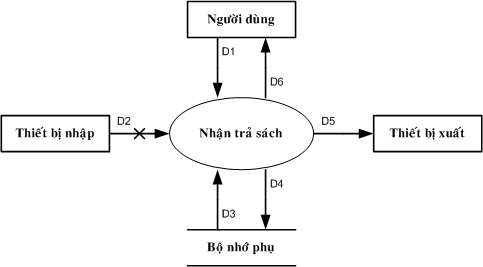 Người dùng
D1
D6
Thiết bị nhập
D2
Nhận trả sách
D5
Thiết bị xuất
D4
D3
Bộ nhớ phụ